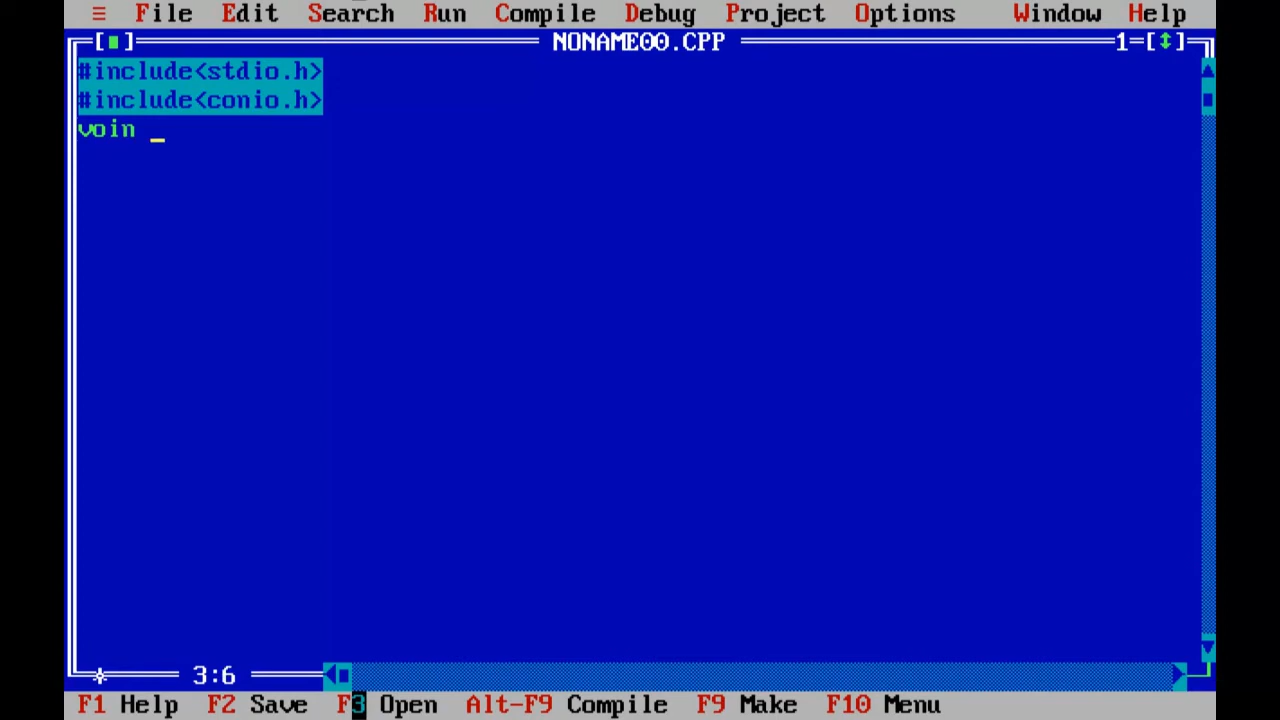 ≡ File Edit Search Run Compile Debug Project Options Window Help
[■] NONAME00.CPP 1=[↕]
#include<stdio.h>
#include<conio.h>
voin _
* 3:6
F1 Help F2 Save F3 Open Alt-F9 Compile F9 Make F10 Menu